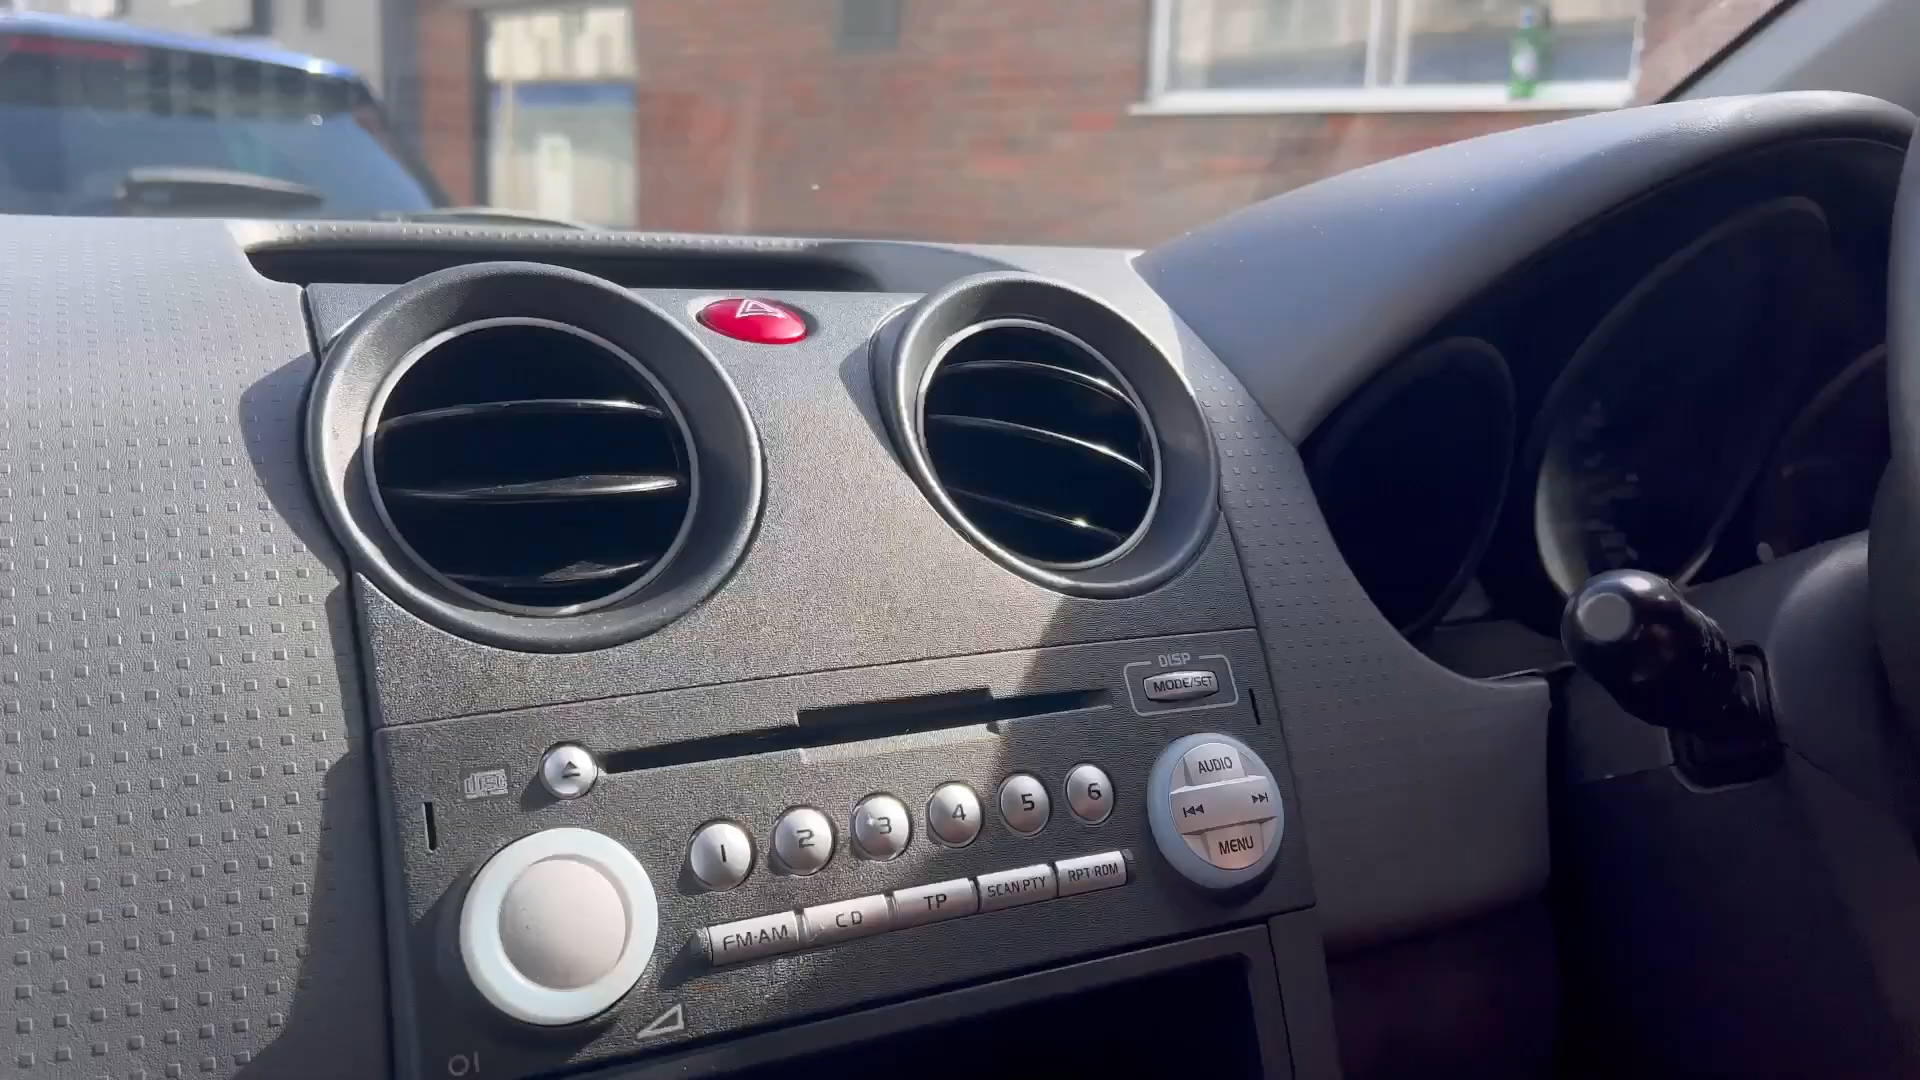 DISP
MODE/SET
disc
1 2 3 4 5 6
AUDIO
MENU
FM·AM CD TP SCAN·PTY RPT·RDM